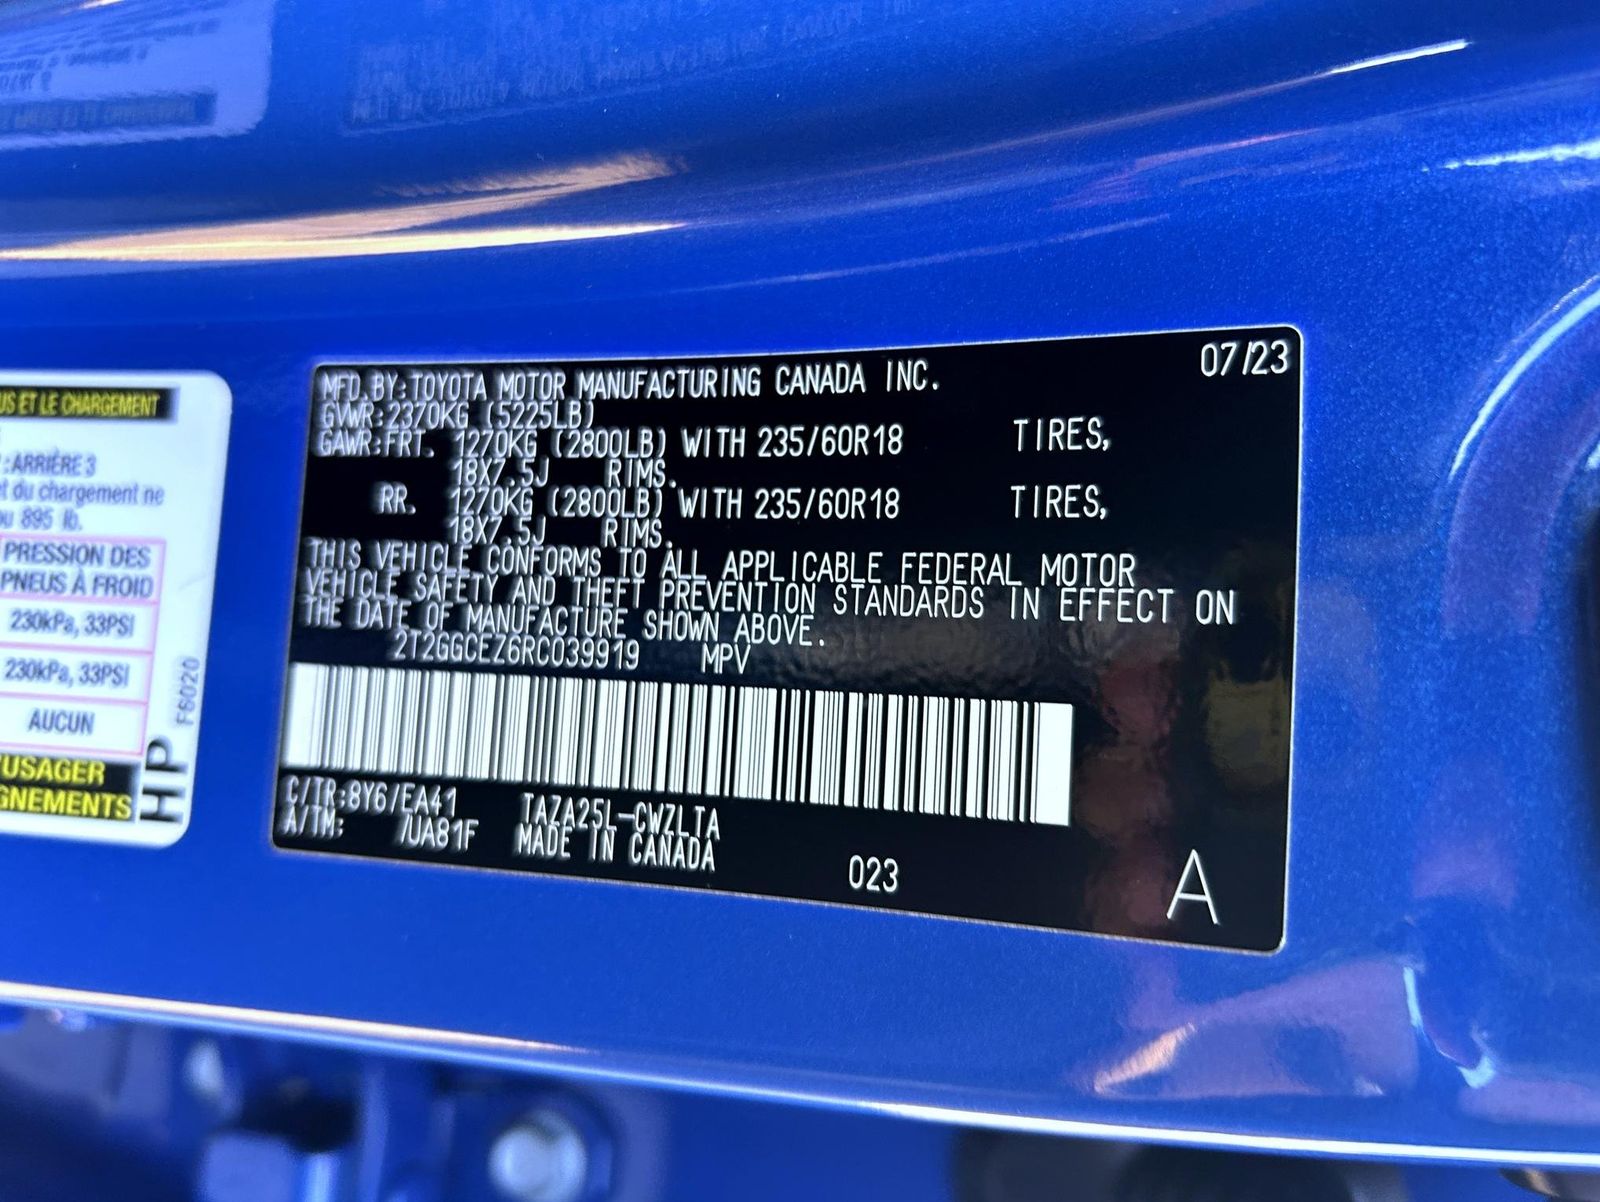 US ET LE CHARGEMENT
:ARRIÈRE 3
et du chargement ne
ou 895 lb.
PRESSION DES
PNEUS À FROID
230kPa, 33PSI
230kPa, 33PSI
AUCUN
'USAGER
GNEMENTS
F6020
HP
07/23
MFD. BY:TOYOTA MOTOR MANUFACTURING CANADA INC.
GVWR:2370KG (5225LB)
GAWR:FRT. 1270KG (2800LB) WITH 235/60R18 TIRES,
18X7.5J RIMS.
RR. 1270KG (2800LB) WITH 235/60R18 TIRES,
18X7.5J RIMS.
THIS VEHICLE CONFORMS TO ALL APPLICABLE FEDERAL MOTOR
VEHICLE SAFETY AND THEFT PREVENTION STANDARDS IN EFFECT ON
THE DATE OF MANUFACTURE SHOWN ABOVE.
2T2GGCEZ6RC039919 MPV
C/TR:8Y6/EA41 TAZA25L-CWZLTA
A/TM: /UA81F MADE IN CANADA
023
A